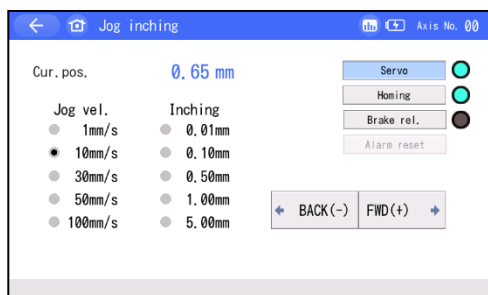 Jog inching
Axis No. 00
Cur.pos. 0.65 mm
Servo
Homing
Brake rel.
Alarm reset
Jog vel.
1mm/s
10mm/s
30mm/s
50mm/s
100mm/s
Inching
0.01mm
0.10mm
0.50mm
1.00mm
5.00mm
BACK(-) FWD(+)